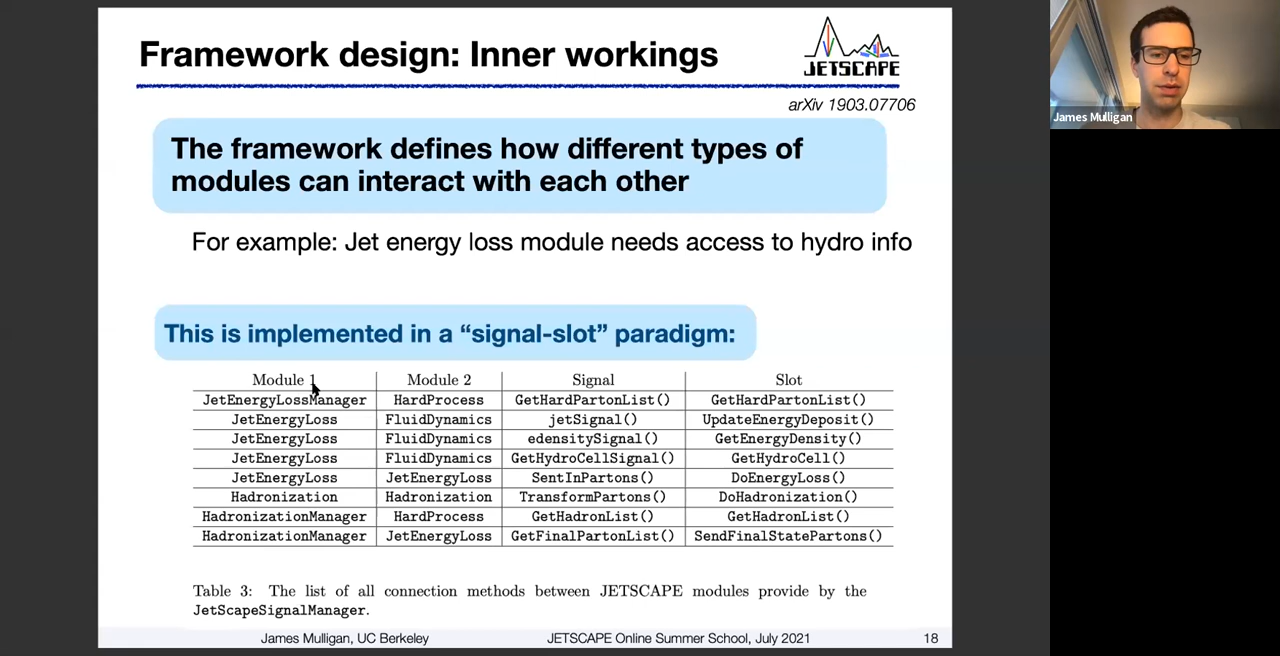 Framework design: Inner workings
JETSCAPE
arXiv 1903.07706
The framework defines how different types of
modules can interact with each other
For example: Jet energy loss module needs access to hydro info
This is implemented in a “signal-slot” paradigm:
Module 1 Module 2 Signal Slot
JetEnergyLossManager HardProcess GetHardPartonList() GetHardPartonList()
JetEnergyLoss FluidDynamics jetSignal() UpdateEnergyDeposit()
JetEnergyLoss FluidDynamics edensitySignal() GetEnergyDensity()
JetEnergyLoss FluidDynamics GetHydroCellSignal() GetHydroCell()
JetEnergyLoss JetEnergyLoss SentInPartons() DoEnergyLoss()
Hadronization Hadronization TransformPartons() DoHadronization()
HadronizationManager HardProcess GetHadronList() GetHadronList()
HadronizationManager JetEnergyLoss GetFinalPartonList() SendFinalStatePartons()
Table 3: The list of all connection methods between JETSCAPE modules provide by the
JetScapeSignalManager.
James Mulligan, UC Berkeley JETSCAPE Online Summer School, July 2021 18
James Mulligan